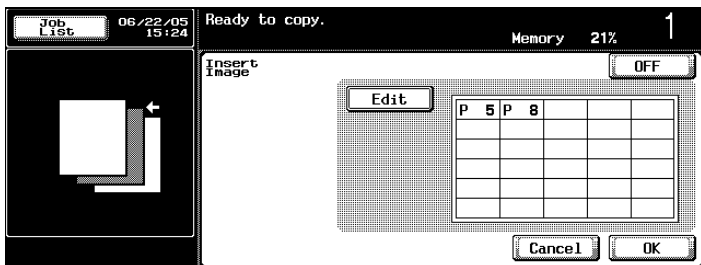 Job
List
06/22/05
15:24
Ready to copy.
Memory 21%
1
Insert
Image
OFF
Edit
P 5 P 8
Cancel
OK